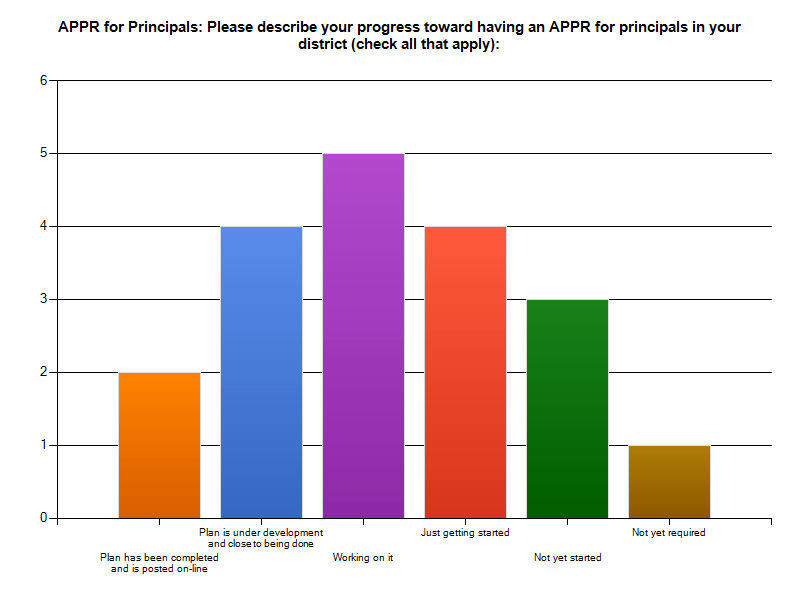 APPR for Principals: Please describe your progress toward having an APPR for principals in your
district (check all that apply):
6
5
4
3
2
1
0
Plan has been completed
and is posted on-line
Plan is under development
and close to being done
Working on it
Just getting started
Not yet started
Not yet required